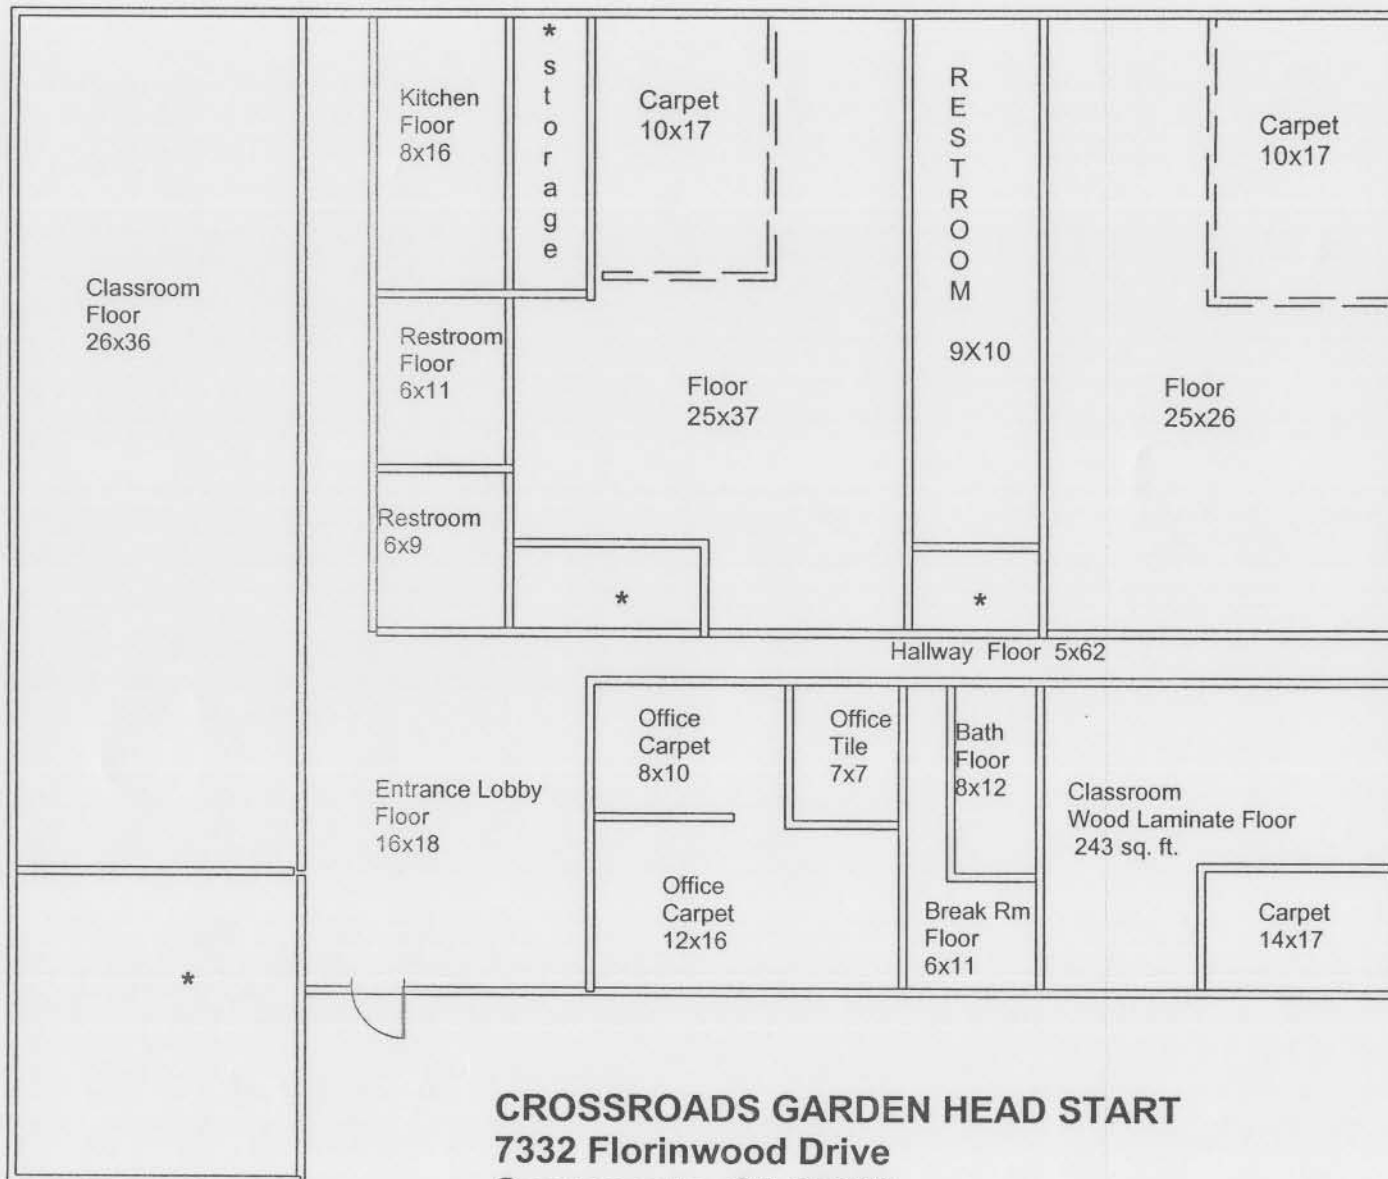 Classroom
Floor
26x36
Kitchen
Floor
8x16
* storage
Carpet
10x17
RESTROOM
9X10
Carpet
10x17
Restroom
Floor
6x11
Floor
25x37
Floor
25x26
Restroom
6x9
*
*
Hallway Floor 5x62
Entrance Lobby
Floor
16x18
Office
Carpet
8x10
Office
Tile
7x7
Bath
Floor
8x12
Classroom
Wood Laminate Floor
243 sq. ft.
Office
Carpet
12x16
Break Rm
Floor
6x11
Carpet
14x17
*
CROSSROADS GARDEN HEAD START
7332 Florinwood Drive